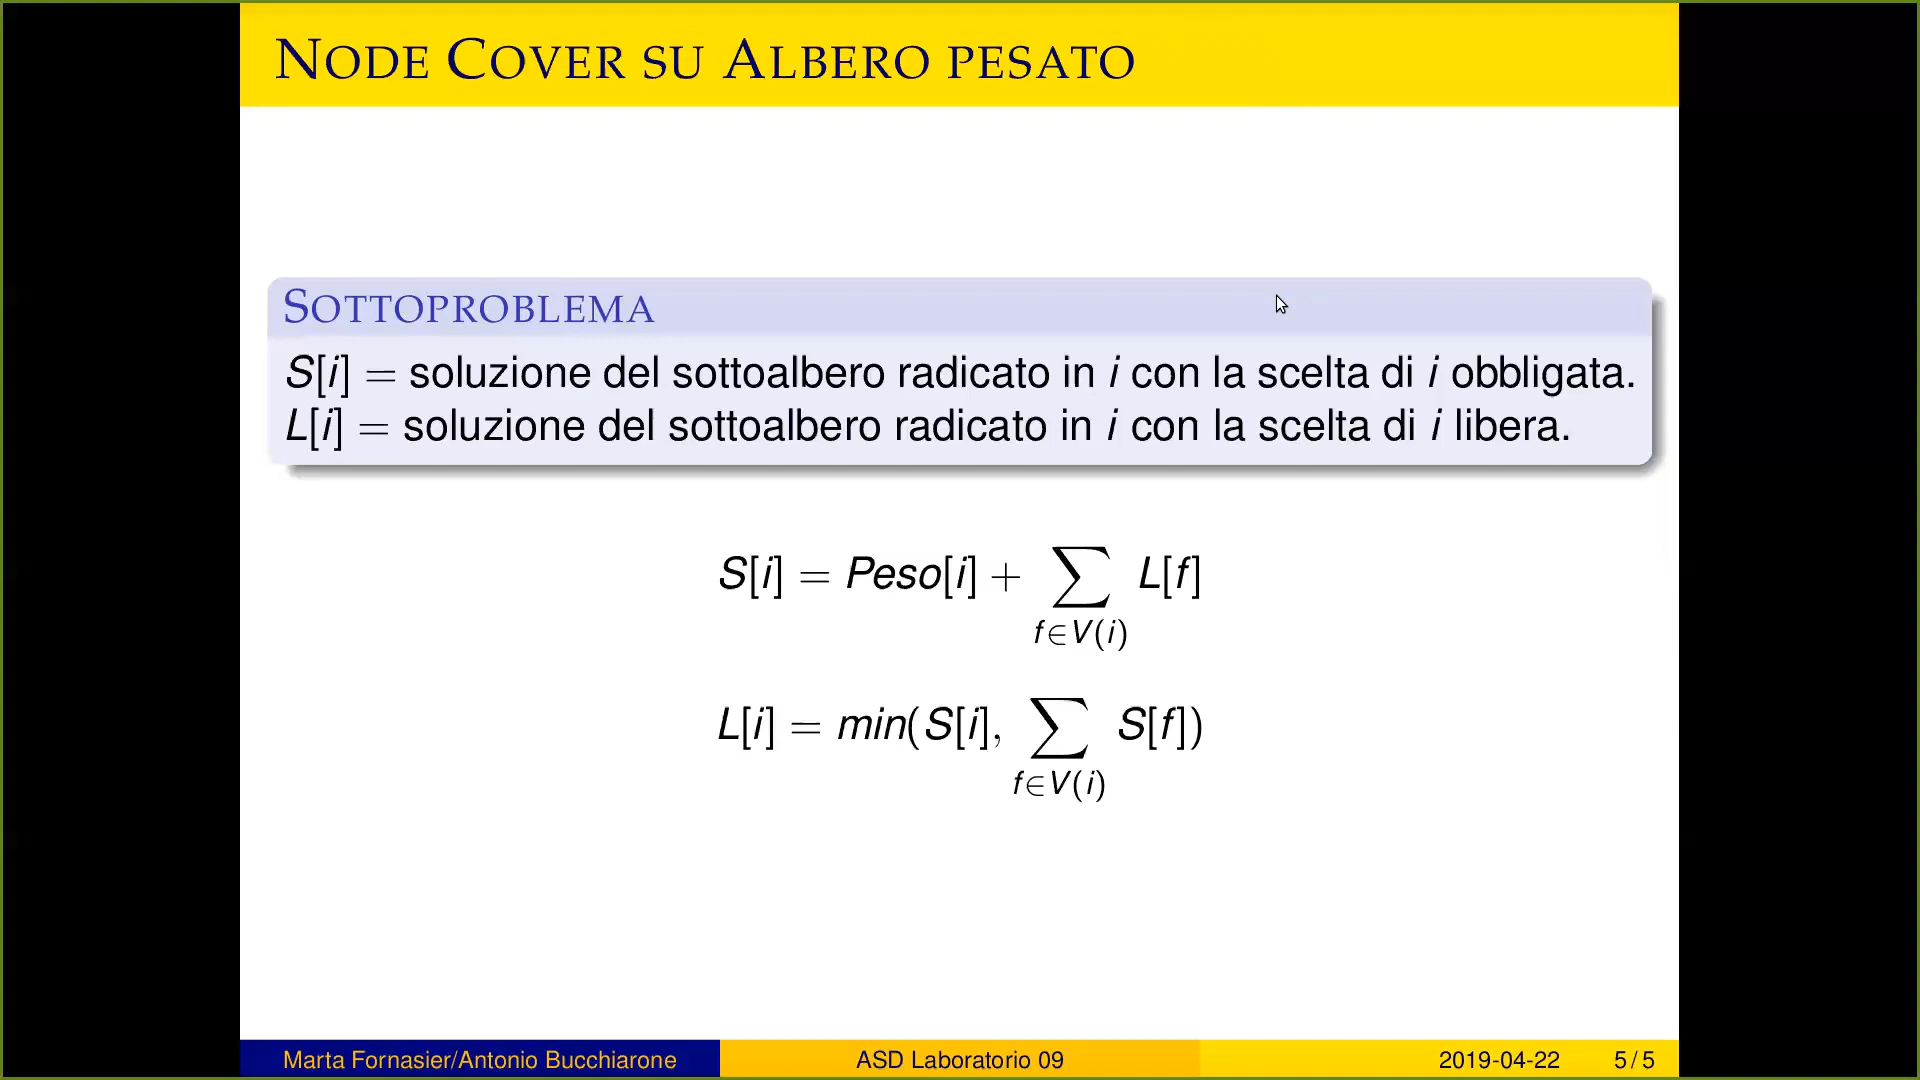 NODE COVER SU ALBERO PESATO
SOTTOPROBLEMA
S[i] = soluzione del sottoalbero radicato in i con la scelta di i obbligata.
L[i] = soluzione del sottoalbero radicato in i con la scelta di i libera.
S[i] = Peso[i] + ∑ L[f]
f∈V(i)
L[i] = min(S[i], ∑ S[f])
f∈V(i)
Marta Fornasier/Antonio Bucchiarone ASD Laboratorio 09 2019-04-22 5/5